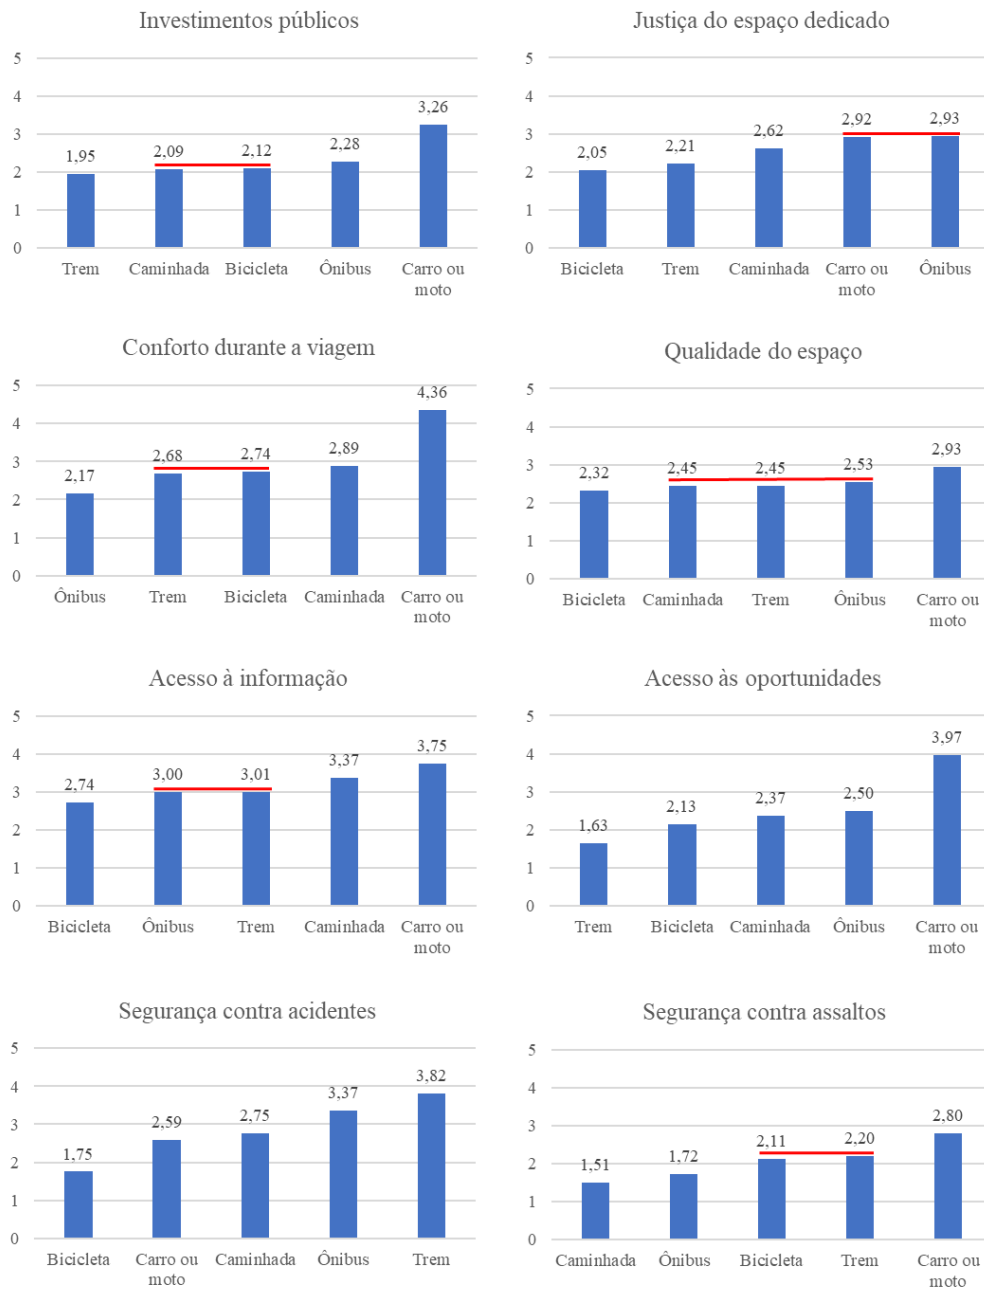 Investimentos públicos
5
4
3
2
1
0
1,95
2,09
2,12
2,28
3,26
Trem
Caminhada
Bicicleta
Ônibus
Carro ou
moto
Justiça do espaço dedicado
5
4
3
2
1
0
2,05
2,21
2,62
2,92
2,93
Bicicleta
Trem
Caminhada
Carro ou
moto
Ônibus
Conforto durante a viagem
5
4
3
2
1
0
2,17
2,68
2,74
2,89
4,36
Ônibus
Trem
Bicicleta
Caminhada
Carro ou
moto
Qualidade do espaço
5
4
3
2
1
0
2,32
2,45
2,45
2,53
2,93
Bicicleta
Caminhada
Trem
Ônibus
Carro ou
moto
Acesso à informação
5
4
3
2
1
0
2,74
3,00
3,01
3,37
3,75
Bicicleta
Ônibus
Trem
Caminhada
Carro ou
moto
Acesso às oportunidades
5
4
3
2
1
0
1,63
2,13
2,37
2,50
3,97
Trem
Bicicleta
Caminhada
Ônibus
Carro ou
moto
Segurança contra acidentes
5
4
3
2
1
0
1,75
2,59
2,75
3,37
3,82
Bicicleta
Carro ou
moto
Caminhada
Ônibus
Trem
Segurança contra assaltos
5
4
3
2
1
0
1,51
1,72
2,11
2,20
2,80
Caminhada
Ônibus
Bicicleta
Trem
Carro ou
moto